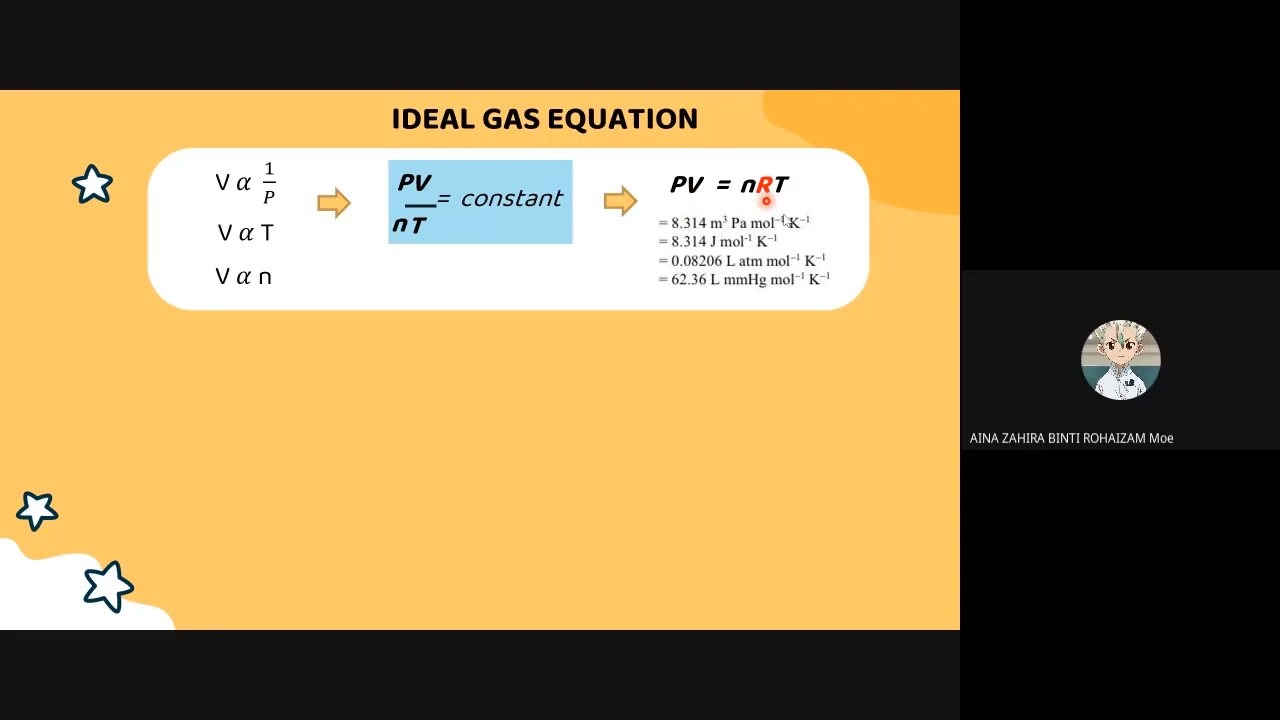 IDEAL GAS EQUATION
V α 1/P
V α T
V α n
PV/nT = constant
PV = nRT
= 8.314 m³ Pa mol⁻¹ K⁻¹
= 8.314 J mol⁻¹ K⁻¹
= 0.08206 L atm mol⁻¹ K⁻¹
= 62.36 L mmHg mol⁻¹ K⁻¹
AINA ZAHIRA BINTI ROHAIZAM Moe